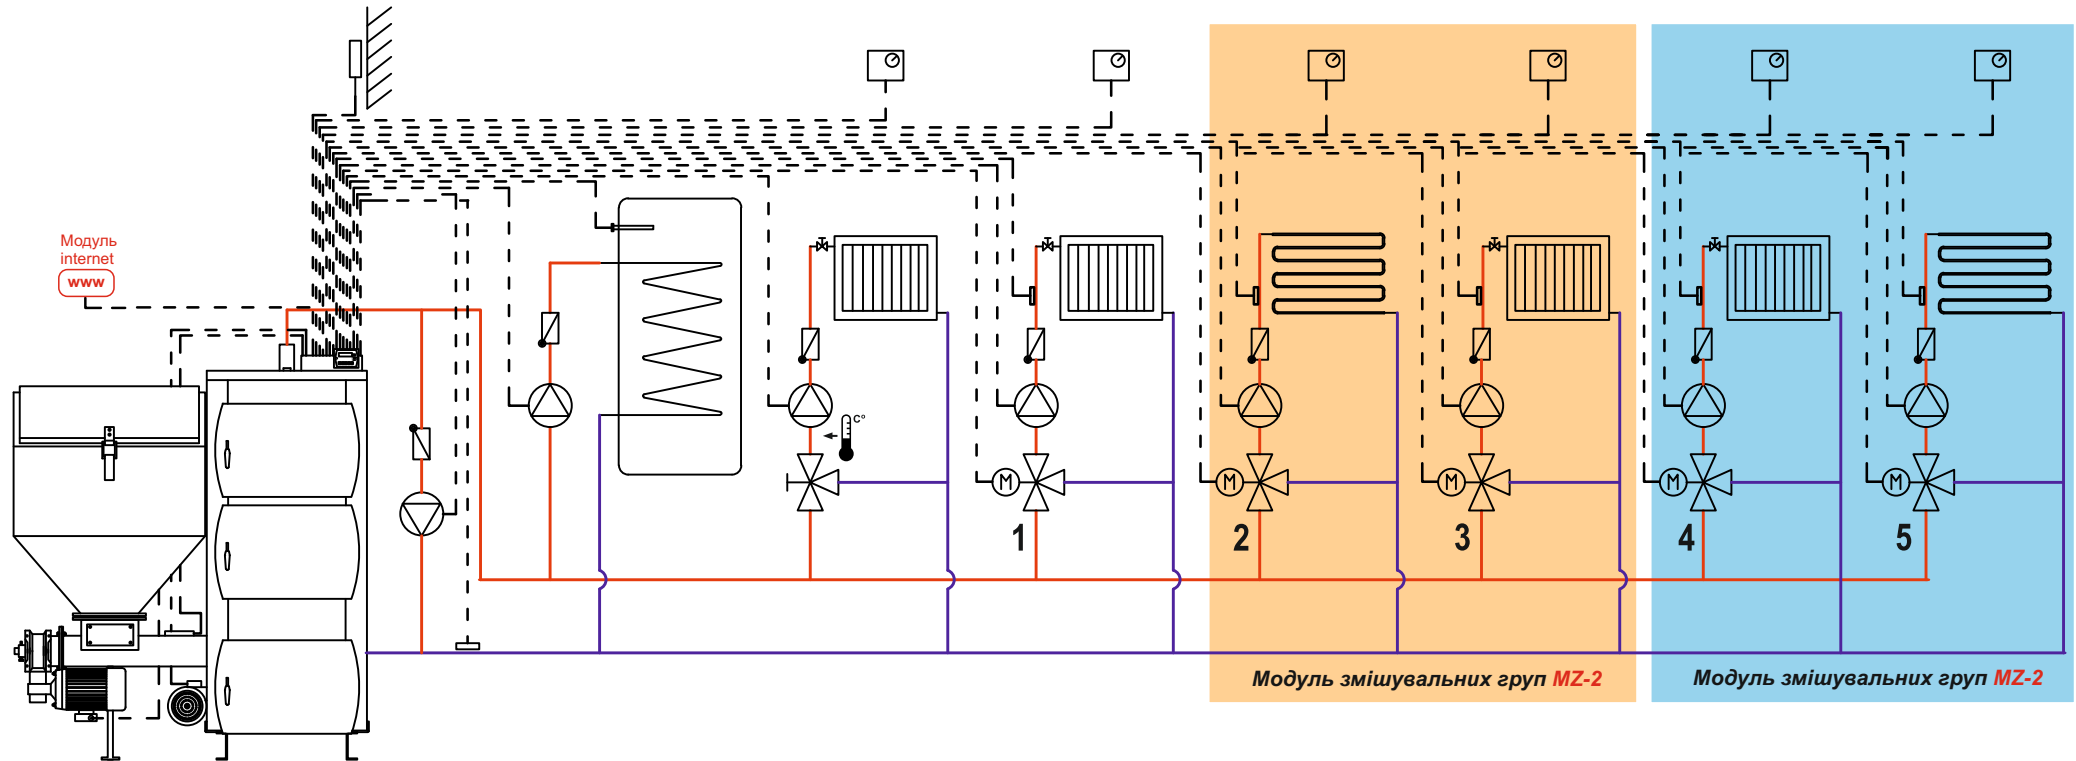 Модуль
internet
www
C°
M
M
M
M
M
1
2
3
4
5
Модуль змішувальних груп MZ-2
Модуль змішувальних груп MZ-2